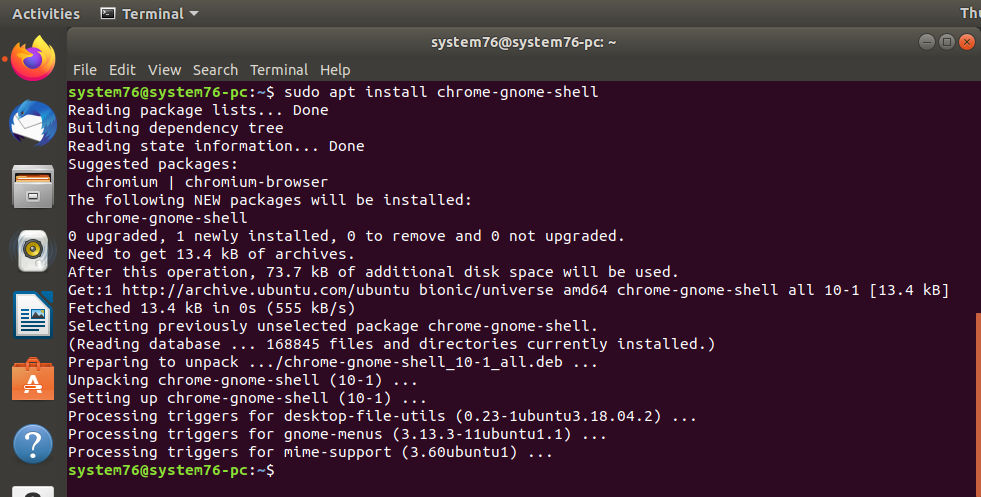 Activities Terminal Thu
system76@system76-pc: ~
File Edit View Search Terminal Help
system76@system76-pc:~$ sudo apt install chrome-gnome-shell
Reading package lists... Done
Building dependency tree
Reading state information... Done
Suggested packages:
  chromium | chromium-browser
The following NEW packages will be installed:
  chrome-gnome-shell
0 upgraded, 1 newly installed, 0 to remove and 0 not upgraded.
Need to get 13.4 kB of archives.
After this operation, 73.7 kB of additional disk space will be used.
Get:1 http://archive.ubuntu.com/ubuntu bionic/universe amd64 chrome-gnome-shell all 10-1 [13.4 kB]
Fetched 13.4 kB in 0s (555 kB/s)
Selecting previously unselected package chrome-gnome-shell.
(Reading database ... 168845 files and directories currently installed.)
Preparing to unpack .../chrome-gnome-shell_10-1_all.deb ...
Unpacking chrome-gnome-shell (10-1) ...
Setting up chrome-gnome-shell (10-1) ...
Processing triggers for desktop-file-utils (0.23-1ubuntu3.18.04.2) ...
Processing triggers for gnome-menus (3.13.3-11ubuntu1.1) ...
Processing triggers for mime-support (3.60ubuntu1) ...
system76@system76-pc:~$